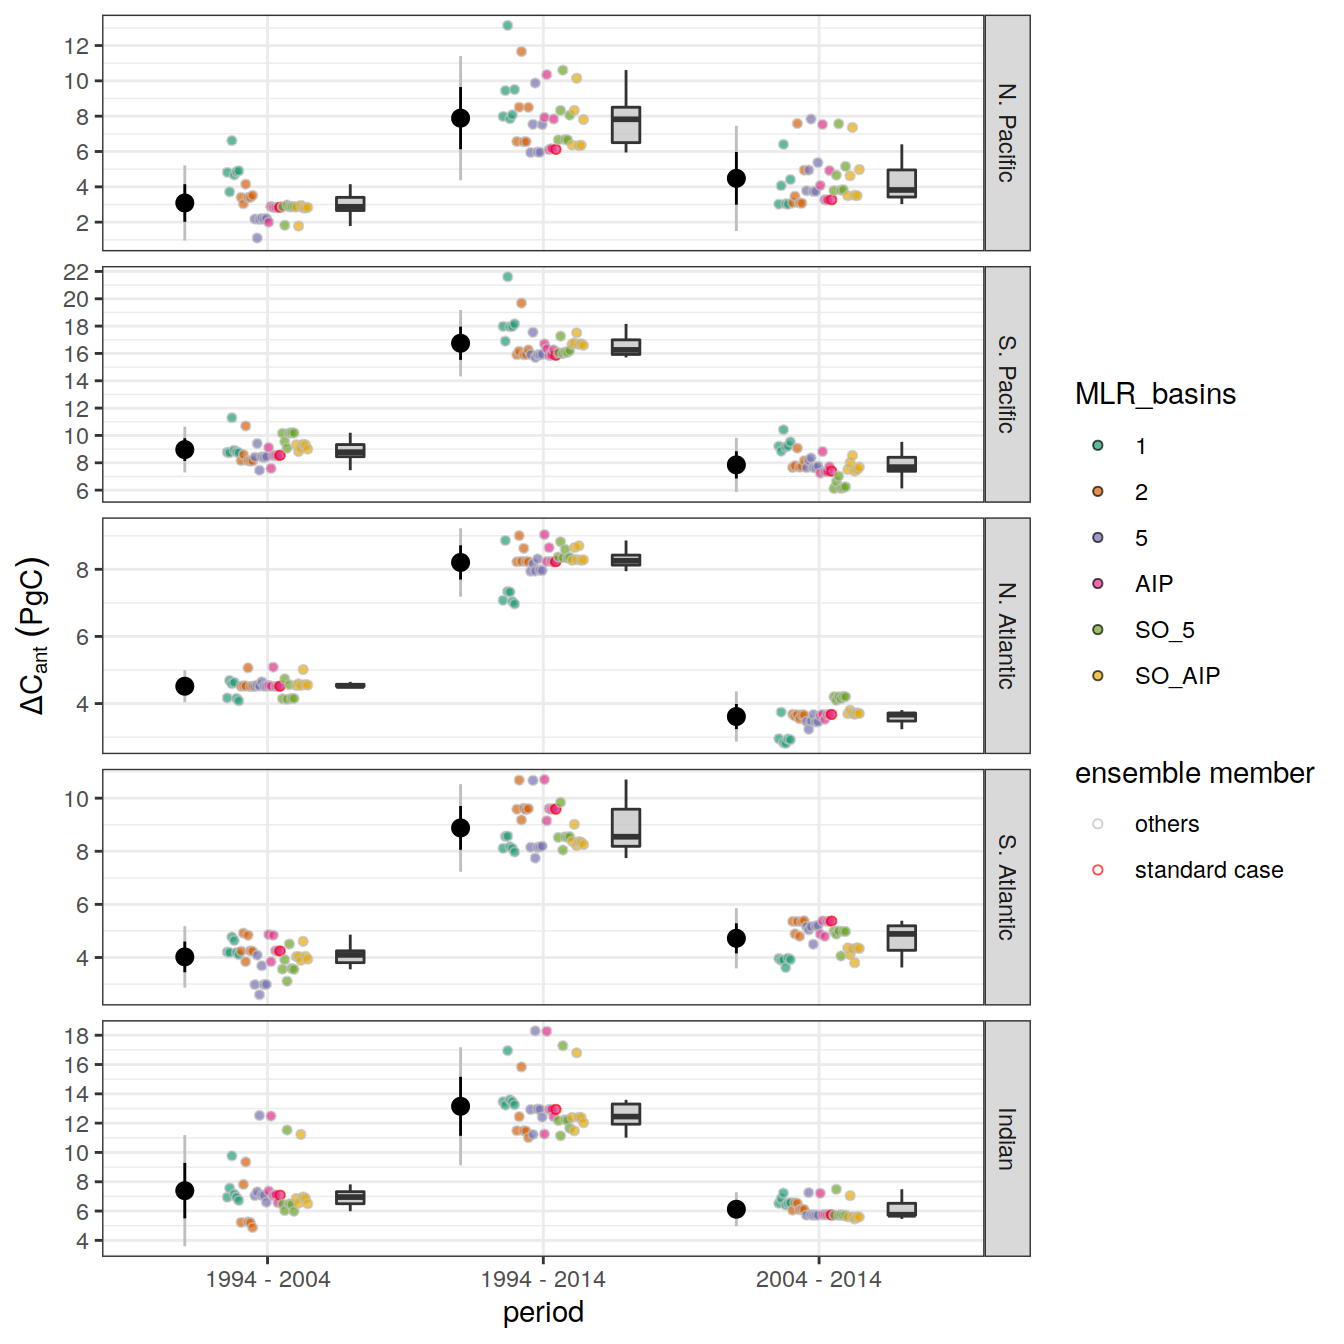 12
10
8
6
4
2
N. Pacific
22
20
18
16
14
12
10
8
6
S. Pacific
8
6
4
N. Atlantic
10
8
6
4
S. Atlantic
18
16
14
12
10
8
6
4
Indian
ΔCant (PgC)
1994 - 2004
1994 - 2014
2004 - 2014
period
MLR_basins
1
2
5
AIP
SO_5
SO_AIP
ensemble member
others
standard case